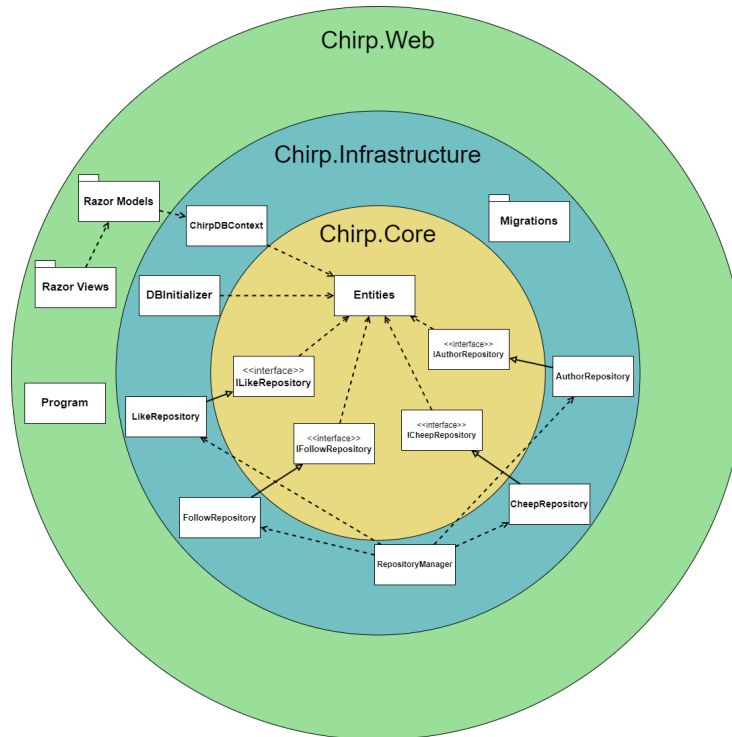 Chirp.Web
Chirp.Infrastructure
Razor Models
ChirpDBContext
Migrations
Chirp.Core
Razor Views
DBInitializer
Entities
<<interface>>
IAuthorRepository
<<interface>>
ILikeRepository
AuthorRepository
Program
LikeRepository
<<interface>>
IFollowRepository
<<interface>>
ICheepRepository
FollowRepository
CheepRepository
RepositoryManager